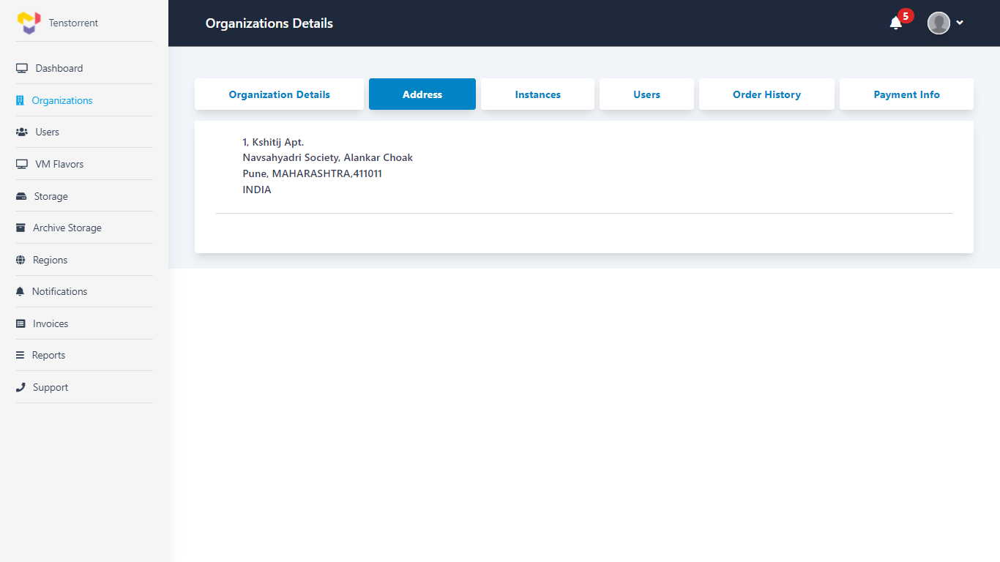 Tenstorrent
Organizations Details
5
Dashboard
Organizations
Users
VM Flavors
Storage
Archive Storage
Regions
Notifications
Invoices
Reports
Support
Organization Details
Address
Instances
Users
Order History
Payment Info
1, Kshitij Apt.
Navsahyadri Society, Alankar Choak
Pune, MAHARASHTRA,411011
INDIA